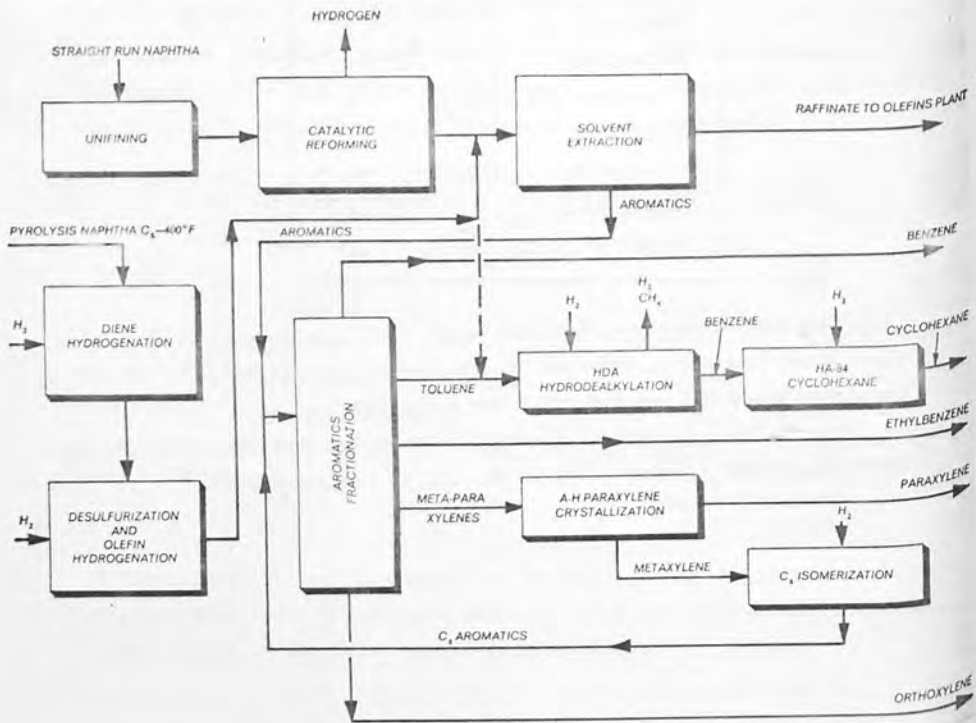 HYDROGEN
STRAIGHT RUN NAPHTHA
UNIFINING
CATALYTIC
REFORMING
SOLVENT
EXTRACTION
RAFFINATE TO OLEFINS PLANT
AROMATICS
AROMATICS
BENZENE
PYROLYSIS NAPHTHA C₅—400°F
H₂
DIENE
HYDROGENATION
H₂
H₂
CH₄
BENZENE
H₂
CYCLOHEXANE
TOLUENE
HDA
HYDRODEALKYLATION
HA-84
CYCLOHEXANE
AROMATICS
FRACTIONATION
ETHYLBENZENE
META-PARA
XYLENES
A-H PARAXYLENE
CRYSTALLIZATION
PARAXYLENE
H₂
DESULFURIZATION
AND
OLEFIN
HYDROGENATION
METAXYLENE
H₂
C₈ ISOMERIZATION
C₈ AROMATICS
ORTHOXYLENE